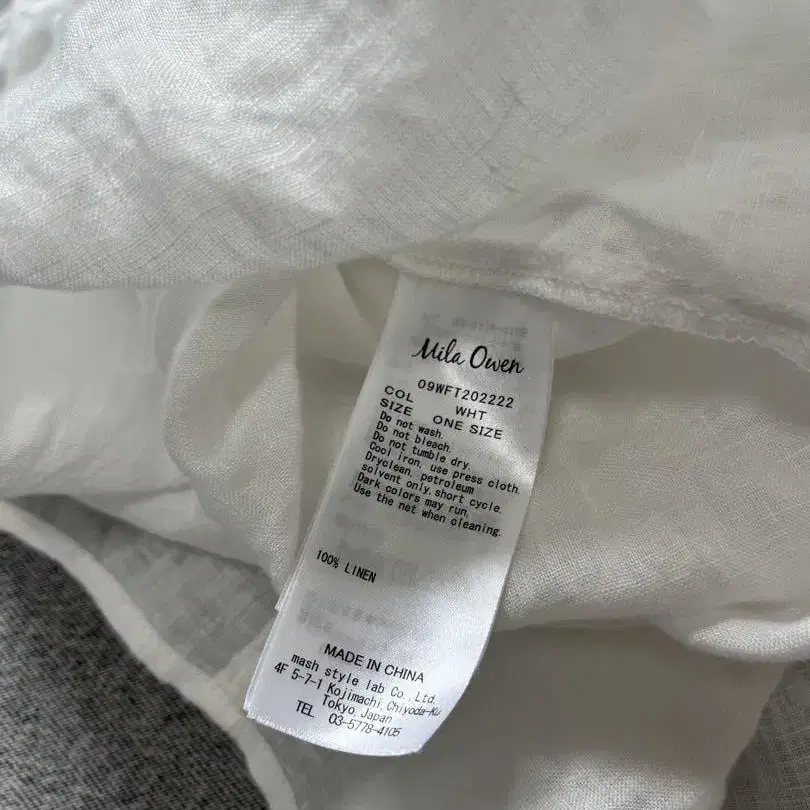 Mila Owen
09WFT202222
COL WHT
SIZE ONE SIZE
Do not wash.
Do not bleach.
Do not tumble dry.
Cool iron, use press cloth.
Dryclean, petroleum
solvent only, short cycle.
Dark colors may run.
Use the net when cleaning.
100% LINEN
MADE IN CHINA
mash style lab Co., Ltd.
4F 5-7-1 Kojimachi, Chiyoda-Ku
Tokyo, Japan
TEL 03-5778-4105